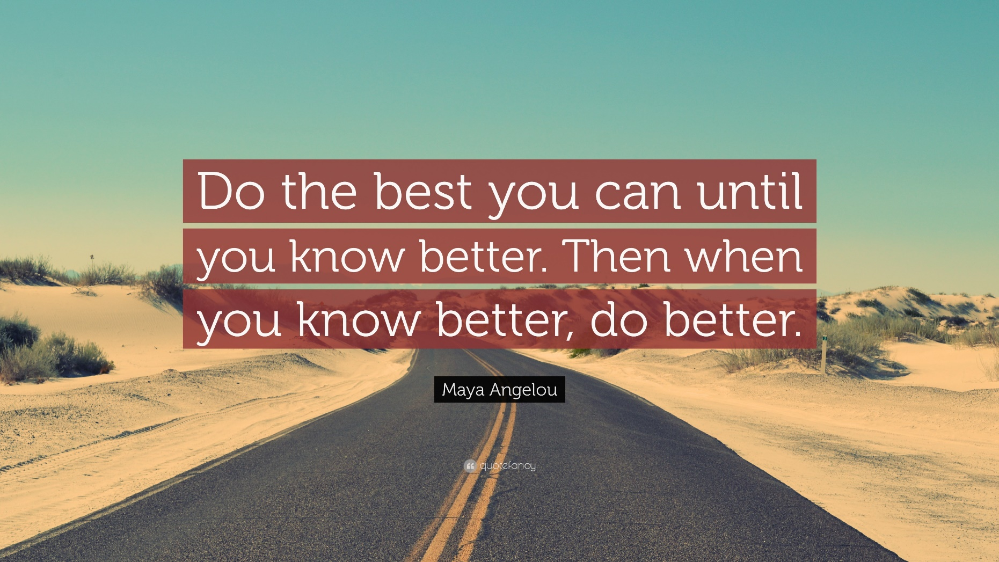 Do the best you can until
you know better. Then when
you know better, do better.
Maya Angelou
quotefancy